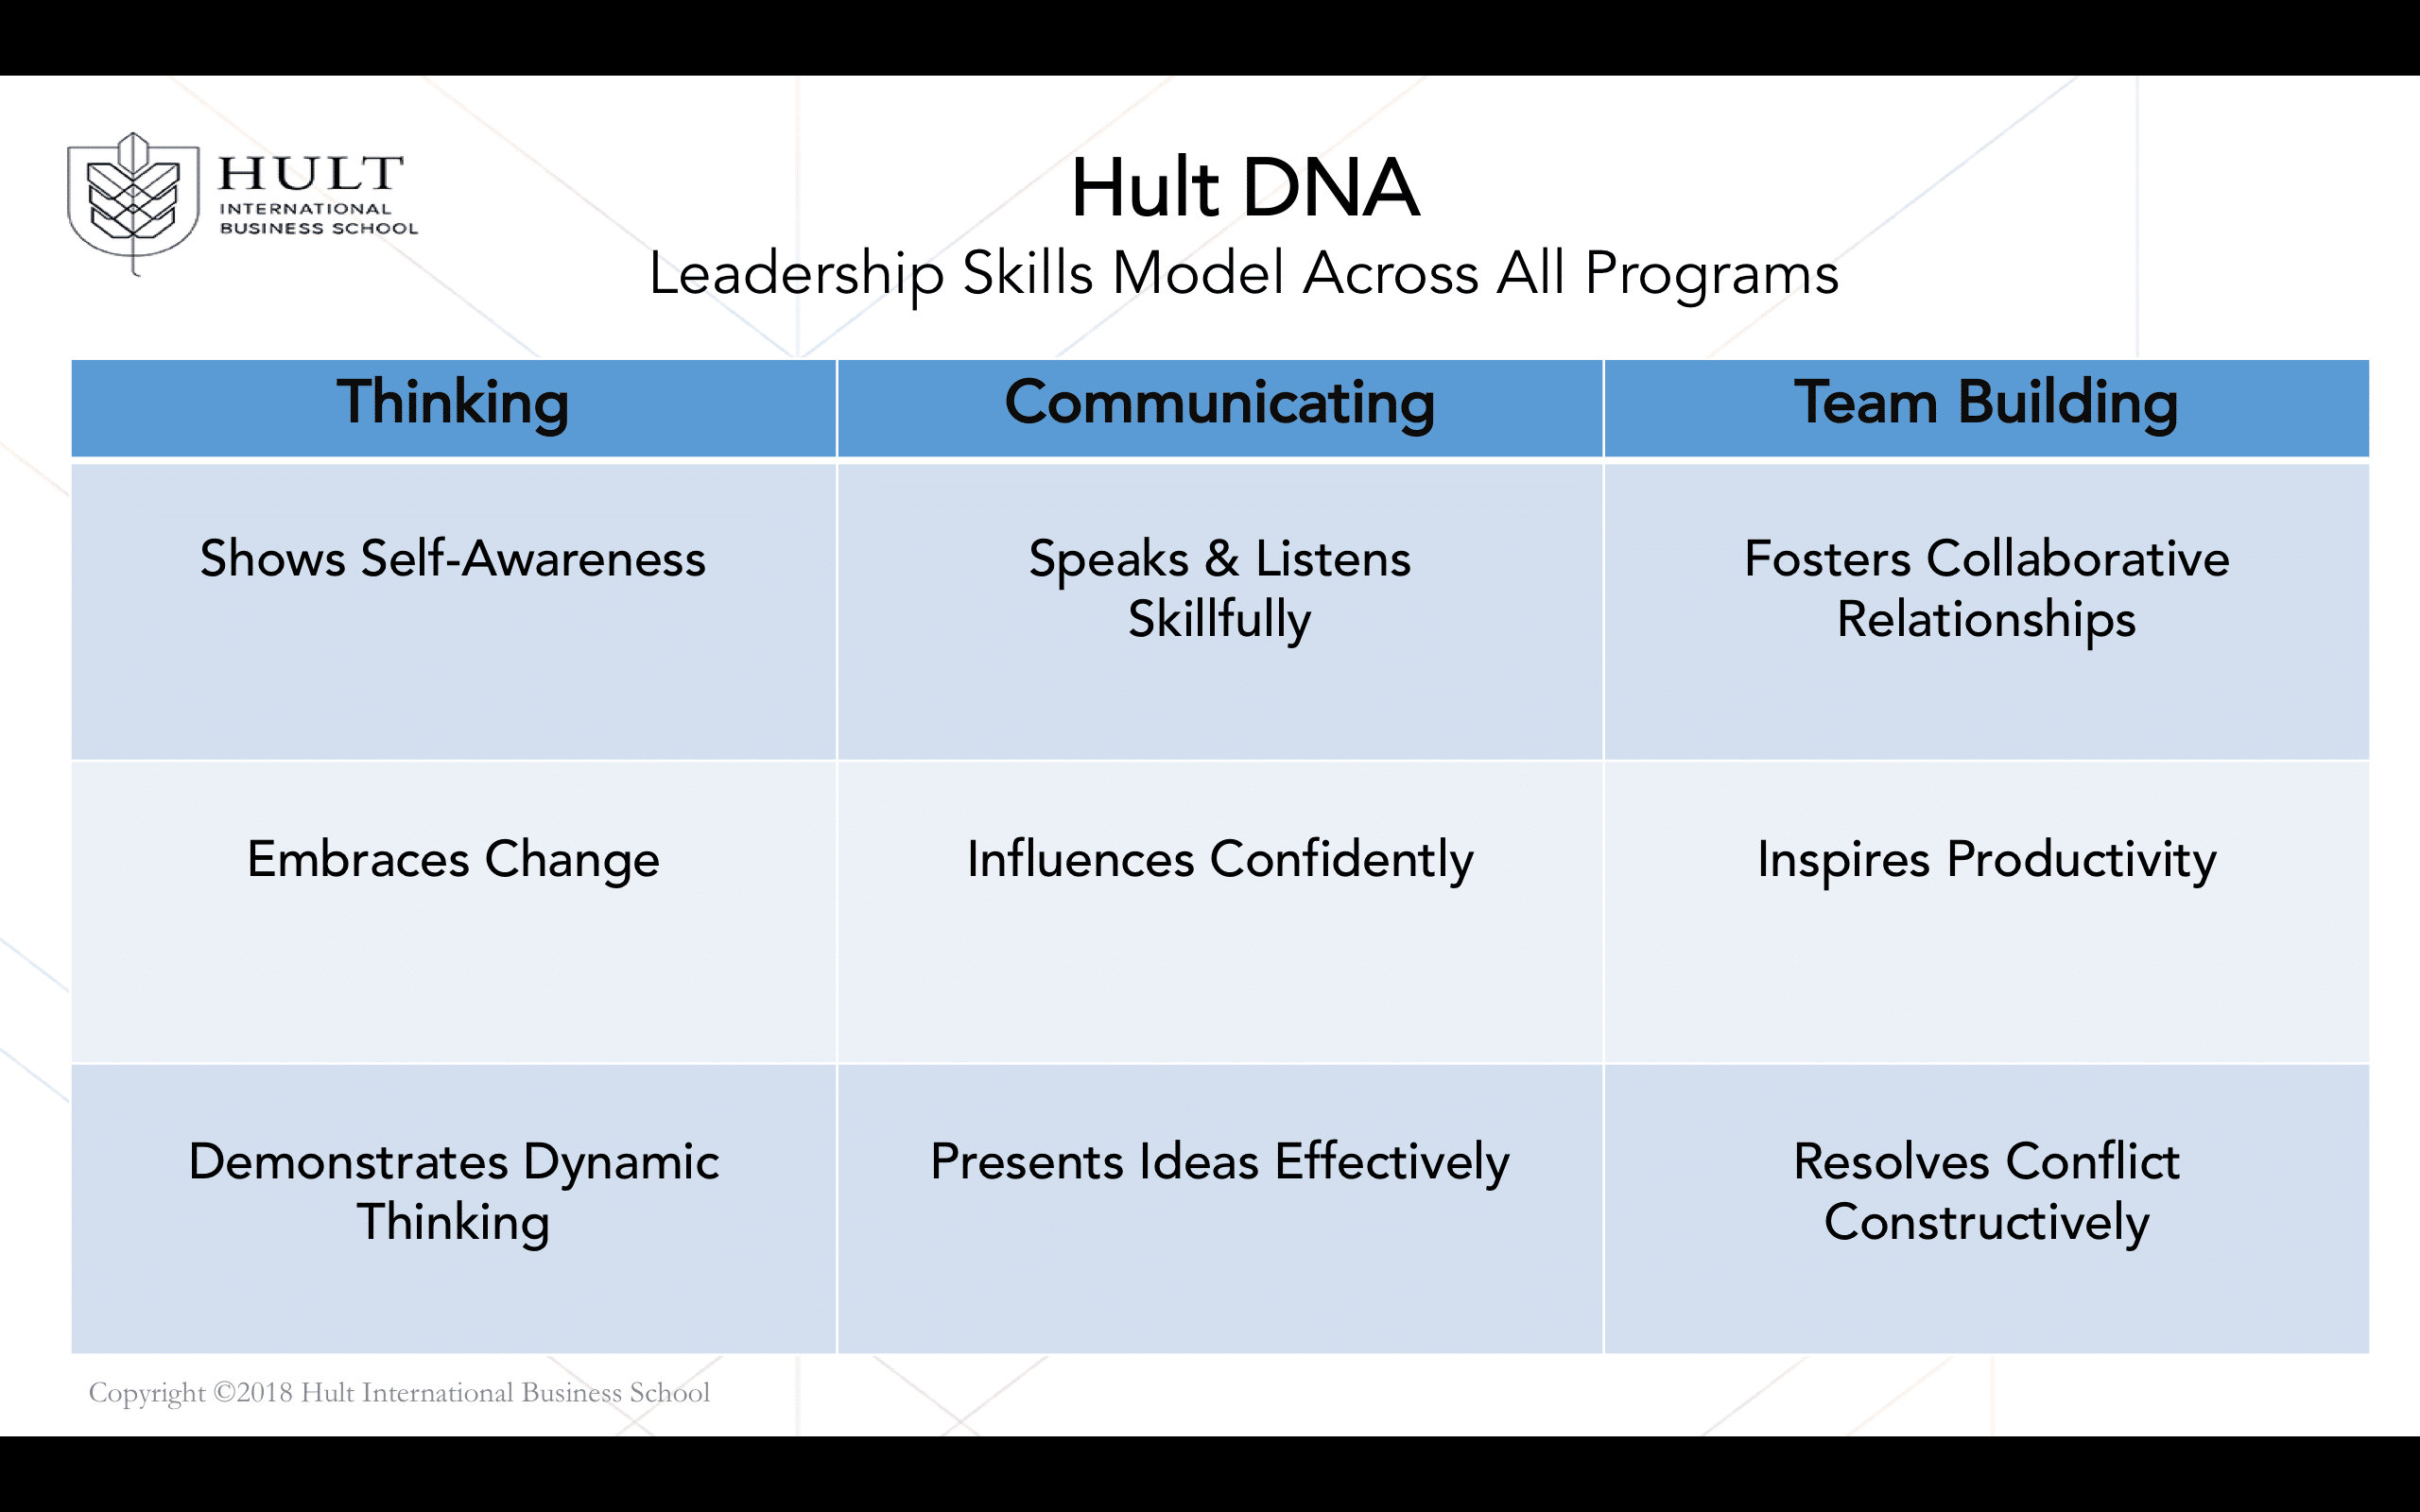 HULT
INTERNATIONAL
BUSINESS SCHOOL
Hult DNA
Leadership Skills Model Across All Programs
Thinking
Communicating
Team Building
Shows Self-Awareness
Speaks & Listens
Skillfully
Fosters Collaborative
Relationships
Embraces Change
Influences Confidently
Inspires Productivity
Demonstrates Dynamic
Thinking
Presents Ideas Effectively
Resolves Conflict
Constructively
Copyright ©2018 Hult International Business School